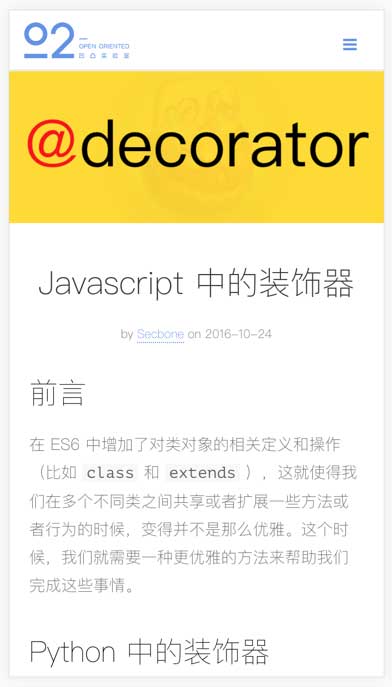 O2
OPEN ORIENTED
凹凸实验室
@decorator
Javascript 中的装饰器
by Secbone on 2016-10-24
前言
在 ES6 中增加了对类对象的相关定义和操作
（比如 class 和 extends ），这就使得我
们在多个不同类之间共享或者扩展一些方法或
者行为的时候，变得并不是那么优雅。这个时
候，我们就需要一种更优雅的方法来帮助我们
完成这些事情。
Python 中的装饰器